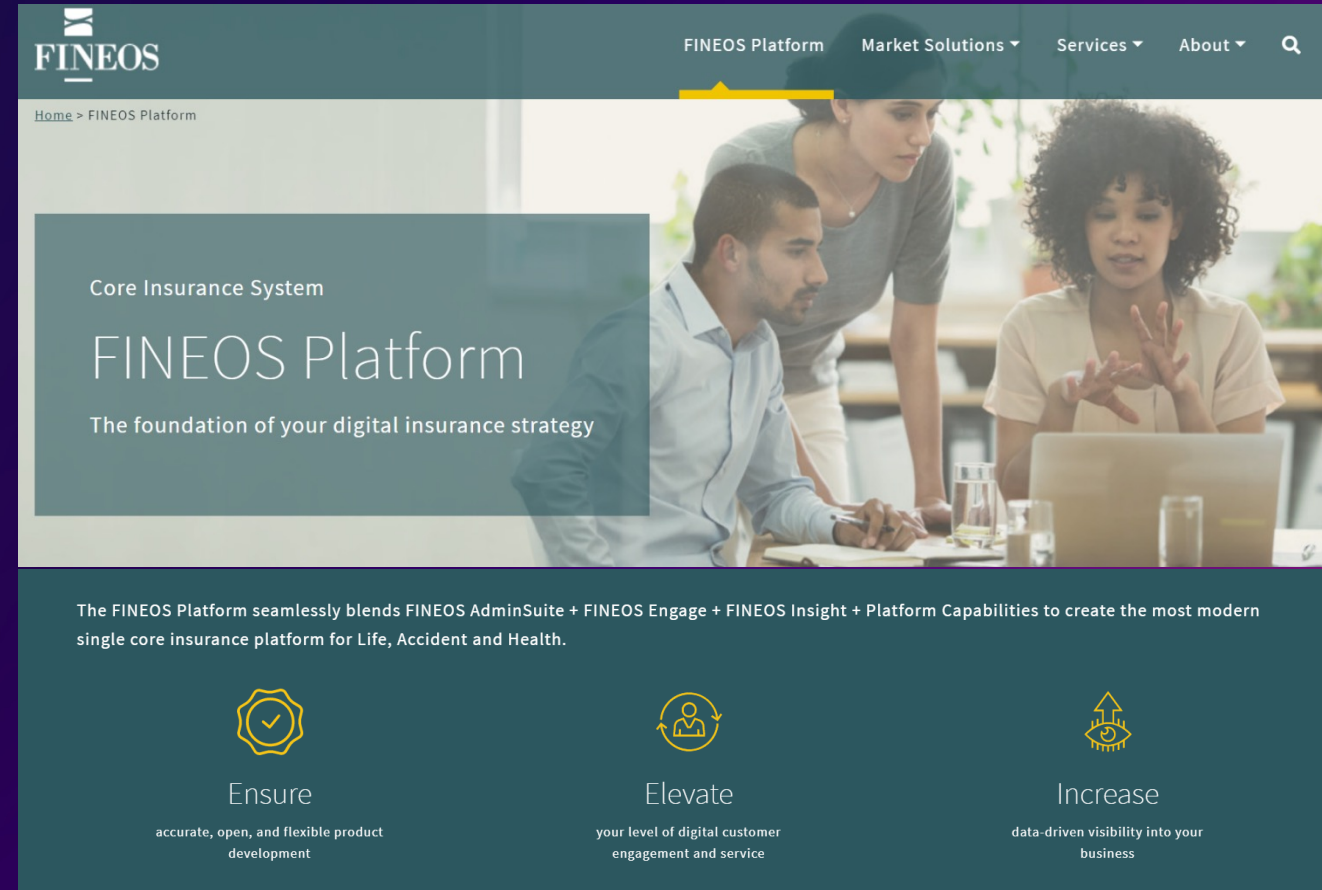 FINEOS
FINEOS Platform Market Solutions Services About
Home > FINEOS Platform
Core Insurance System
FINEOS Platform
The foundation of your digital insurance strategy
The FINEOS Platform seamlessly blends FINEOS AdminSuite + FINEOS Engage + FINEOS Insight + Platform Capabilities to create the most modern
single core insurance platform for Life, Accident and Health.
Ensure
accurate, open, and flexible product
development
Elevate
your level of digital customer
engagement and service
Increase
data-driven visibility into your
business